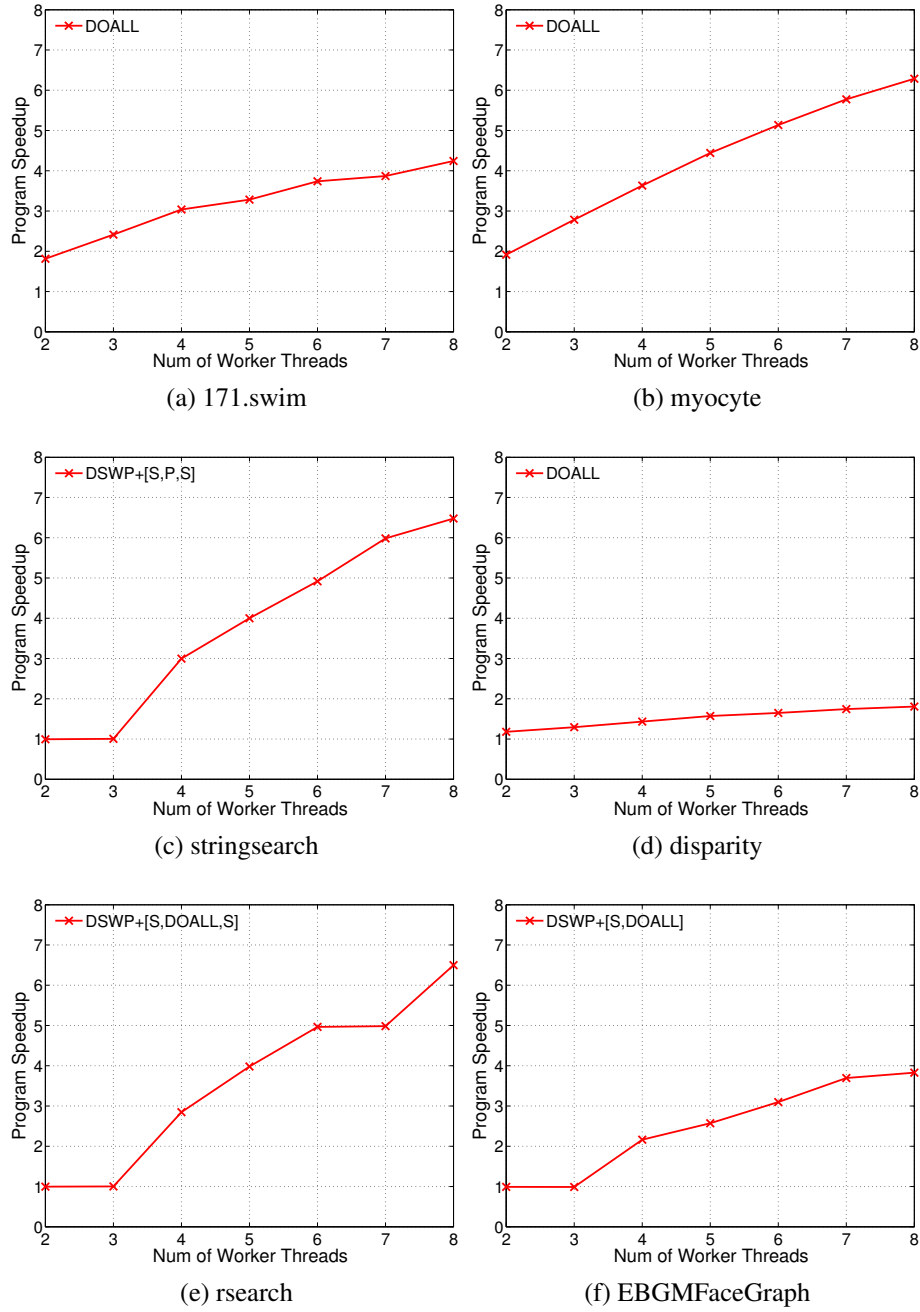 8
DOALL
7
6
5
4
3
2
1
0
Program Speedup
2 3 4 5 6 7 8
Num of Worker Threads
(a) 171.swim
8
DOALL
7
6
5
4
3
2
1
0
Program Speedup
2 3 4 5 6 7 8
Num of Worker Threads
(b) myocyte
8
DSWP+[S,P,S]
7
6
5
4
3
2
1
0
Program Speedup
2 3 4 5 6 7 8
Num of Worker Threads
(c) stringsearch
8
DOALL
7
6
5
4
3
2
1
0
Program Speedup
2 3 4 5 6 7 8
Num of Worker Threads
(d) disparity
8
DSWP+[S,DOALL,S]
7
6
5
4
3
2
1
0
Program Speedup
2 3 4 5 6 7 8
Num of Worker Threads
(e) rsearch
8
DSWP+[S,DOALL]
7
6
5
4
3
2
1
0
Program Speedup
2 3 4 5 6 7 8
Num of Worker Threads
(f) EBGMFaceGraph